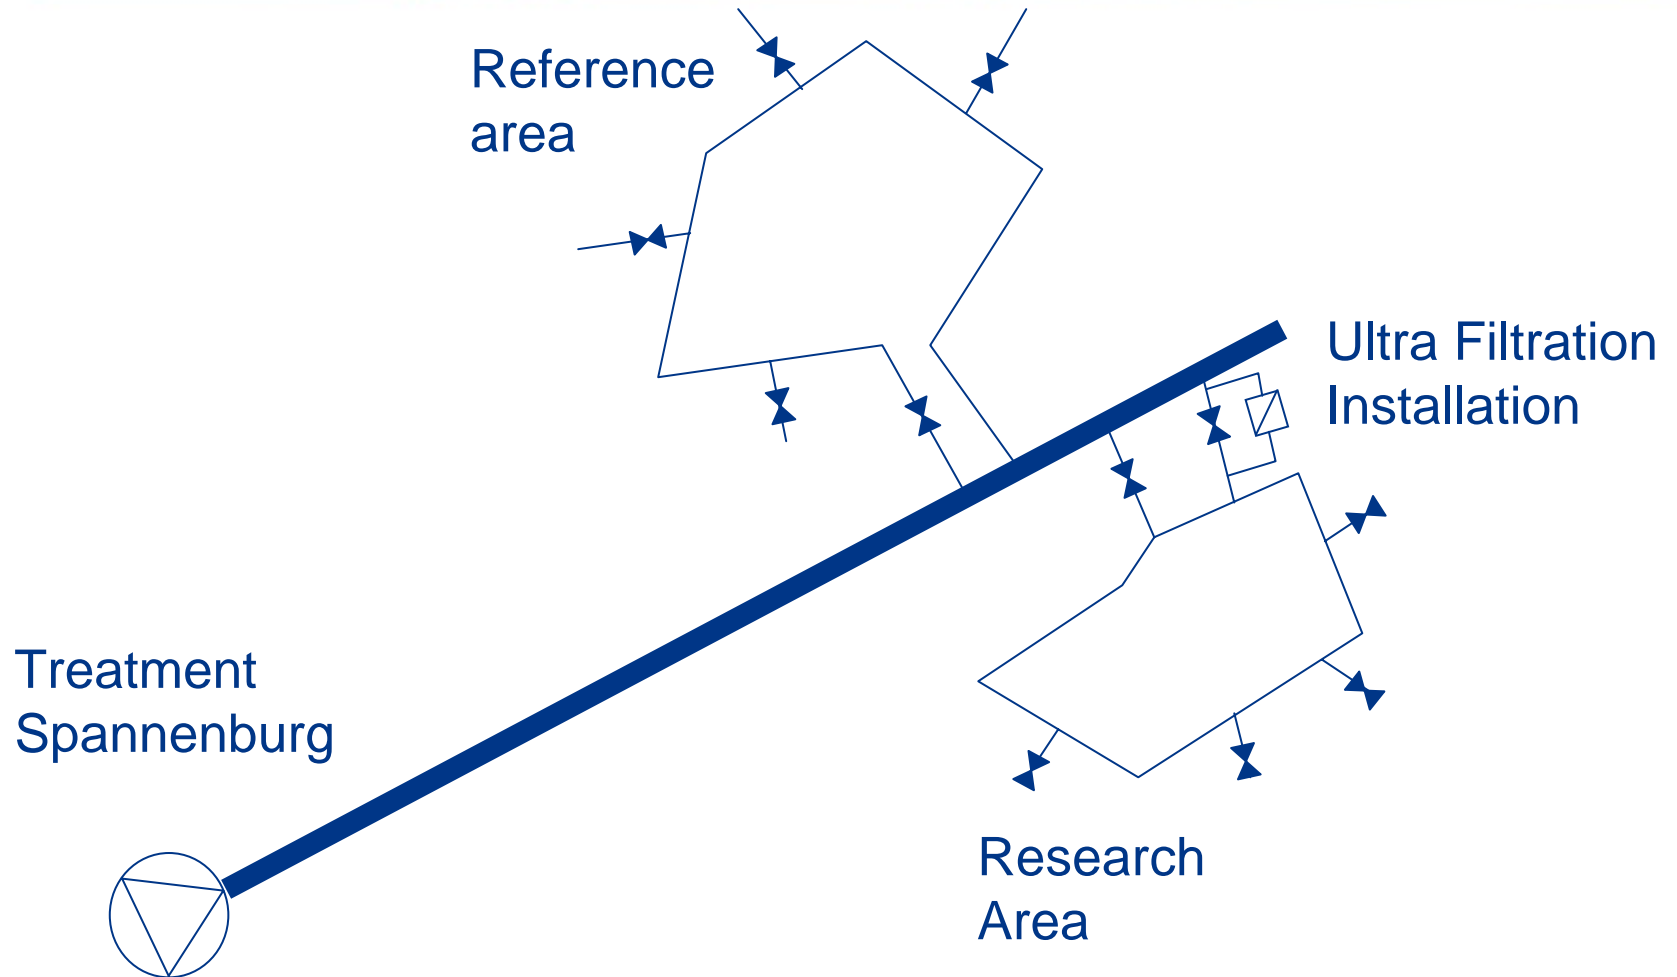 Reference
area
Ultra Filtration
Installation
Treatment
Spannenburg
Research
Area